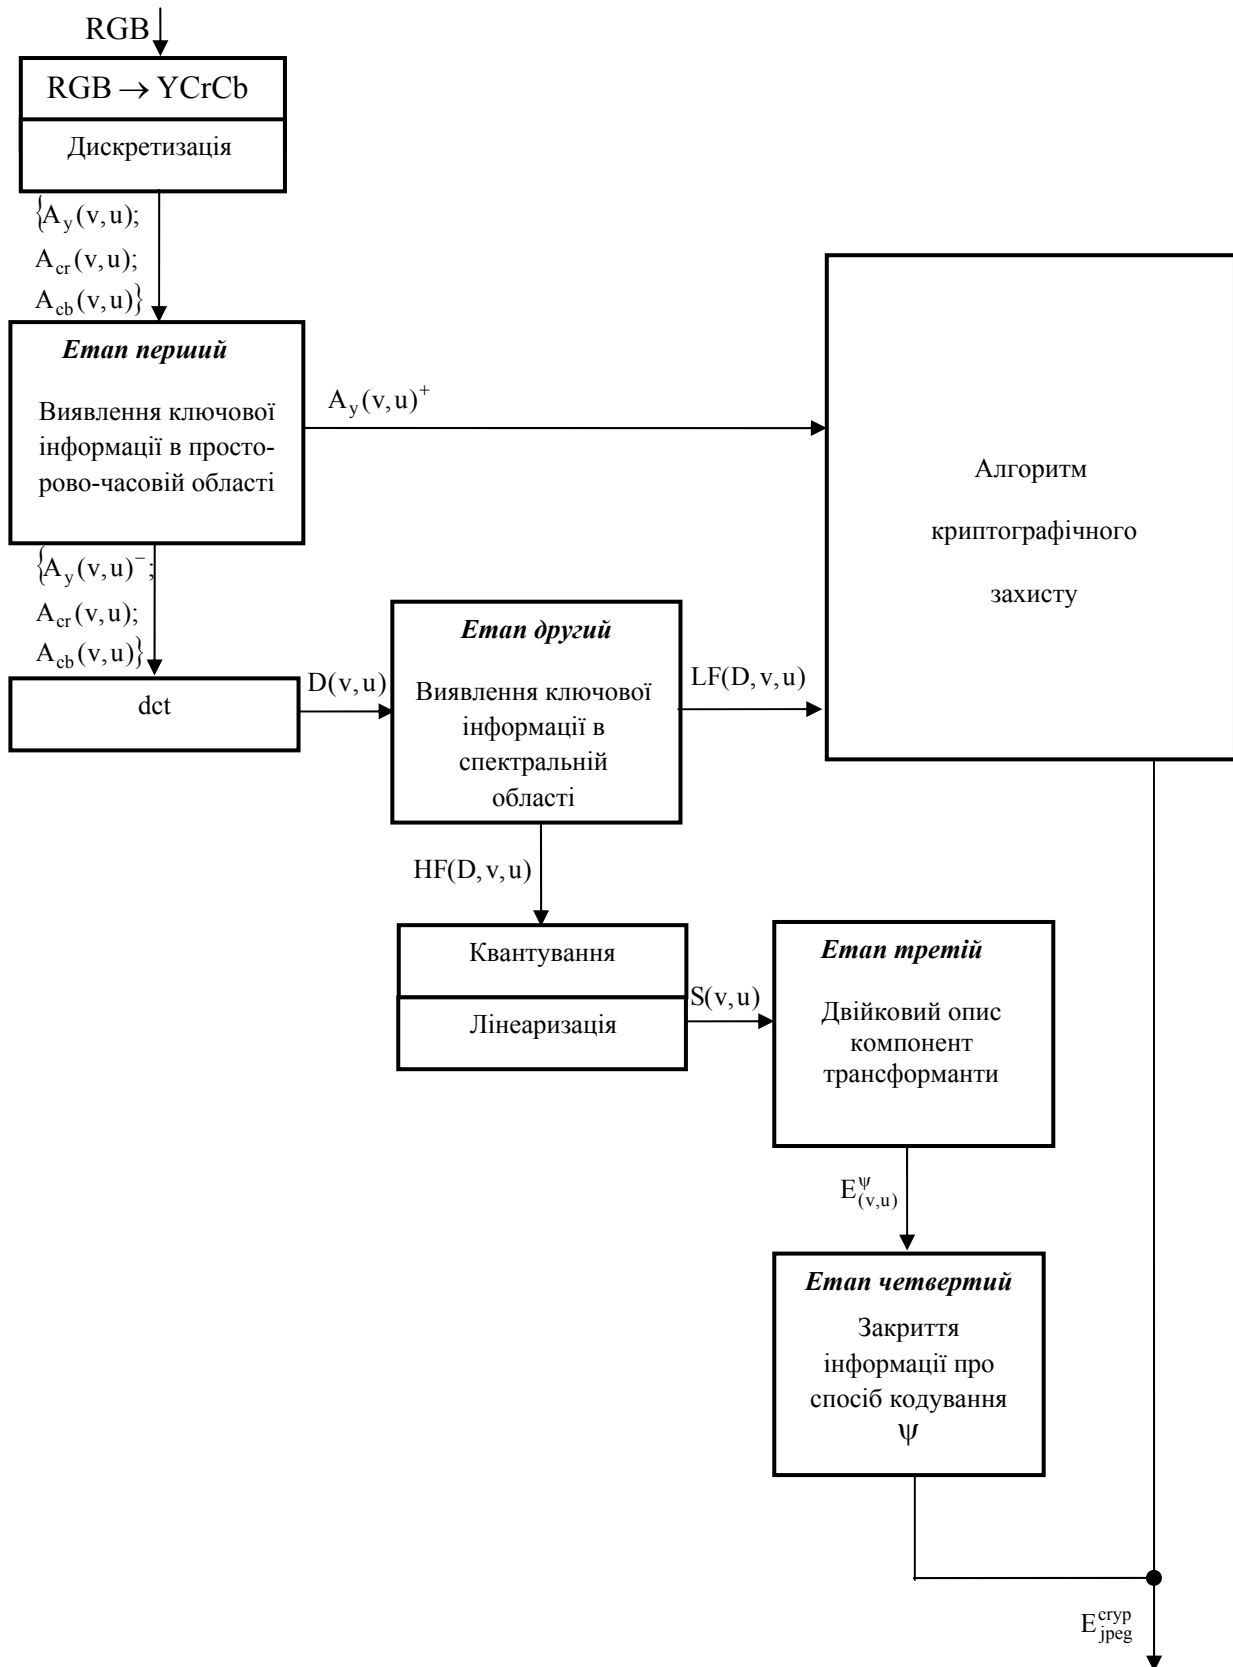 RGB
RGB → YCrCb
Дискретизація
{A_y(v,u);
A_cr(v,u);
A_cb(v,u)}
Етап перший
Виявлення ключової
інформації в просто-
рово-часовій області
A_y(v,u)^+
Алгоритм
криптографічного
захисту
{A_y(v,u)^−;
A_cr(v,u);
A_cb(v,u)}
dct
D(v,u)
Етап другий
Виявлення ключової
інформації в
спектральній
області
LF(D,v,u)
HF(D,v,u)
Квантування
Лінеаризація
S(v,u)
Етап третій
Двійковий опис
компонент
трансформанти
E^ψ_(v,u)
Етап четвертий
Закриття
інформації про
спосіб кодування
ψ
E^cryp_jpeg